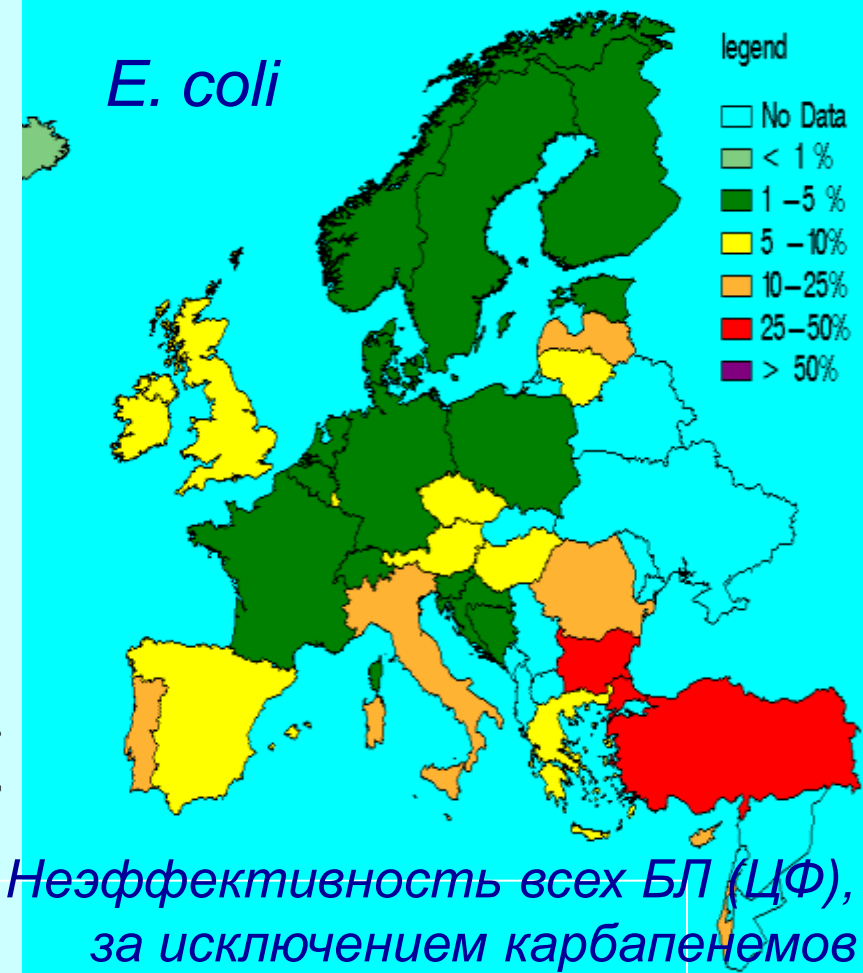 E. coli
legend
No Data
< 1 %
1 –5 %
5 –10%
10–25%
25–50%
> 50%
Неэффективность всех БЛ (ЦФ),
за исключением карбапенемов